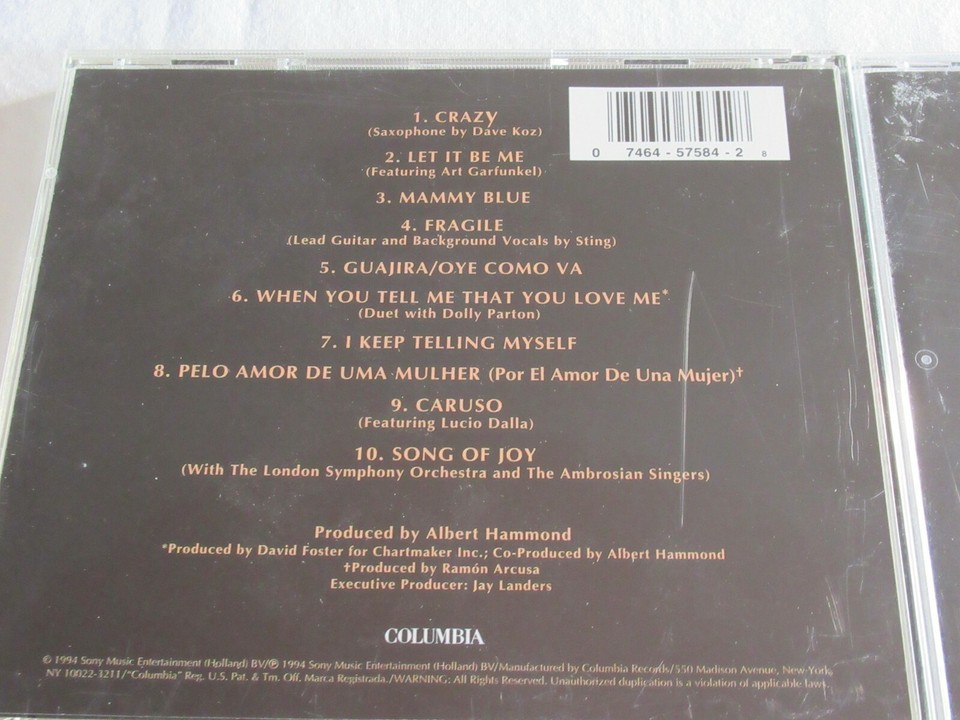 1. CRAZY
(Saxophone by Dave Koz)
2. LET IT BE ME
(Featuring Art Garfunkel)
3. MAMMY BLUE
4. FRAGILE
(Lead Guitar and Background Vocals by Sting)
5. GUAJIRA/OYE COMO VA
6. WHEN YOU TELL ME THAT YOU LOVE ME*
(Duet with Dolly Parton)
7. I KEEP TELLING MYSELF
8. PELO AMOR DE UMA MULHER (Por El Amor De Una Mujer)†
9. CARUSO
(Featuring Lucio Dalla)
10. SONG OF JOY
(With The London Symphony Orchestra and The Ambrosian Singers)
0 7464-57584-2 8
Produced by Albert Hammond
*Produced by David Foster for Chartmaker Inc.; Co-Produced by Albert Hammond
†Produced by Ramón Arcusa
Executive Producer: Jay Landers
COLUMBIA
© 1994 Sony Music Entertainment (Holland) BV/℗ 1994 Sony Music Entertainment (Holland) BV/Manufactured by Columbia Records/550 Madison Avenue, New York,
NY 10022-3211/"Columbia" Reg. U.S. Pat. & Tm. Off. Marca Registrada./WARNING: All Rights Reserved. Unauthorized duplication is a violation of applicable laws.